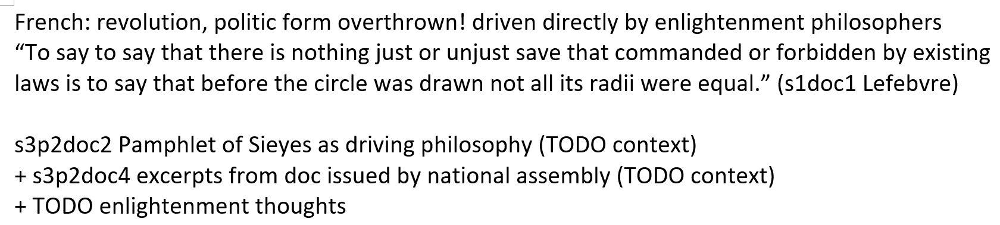 French: revolution, politic form overthrown! driven directly by enlightenment philosophers
“To say to say that there is nothing just or unjust save that commanded or forbidden by existing
laws is to say that before the circle was drawn not all its radii were equal.” (s1doc1 Lefebvre)
s3p2doc2 Pamphlet of Sieyes as driving philosophy (TODO context)
+ s3p2doc4 excerpts from doc issued by national assembly (TODO context)
+ TODO enlightenment thoughts